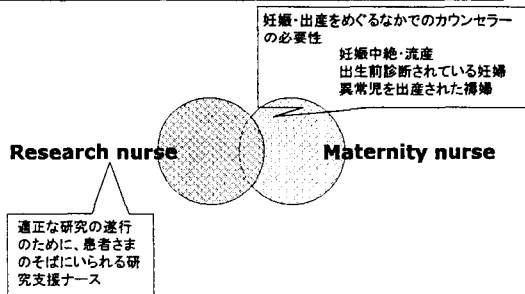 妊娠・出産をめぐるなかでのカウンセラー
の必要性
妊娠中絶・流産
出生前診断されている妊婦
異常児を出産された褥婦
Research nurse
Maternity nurse
適正な研究の遂行
のために、患者さま
のそばにいられる研
究支援ナース